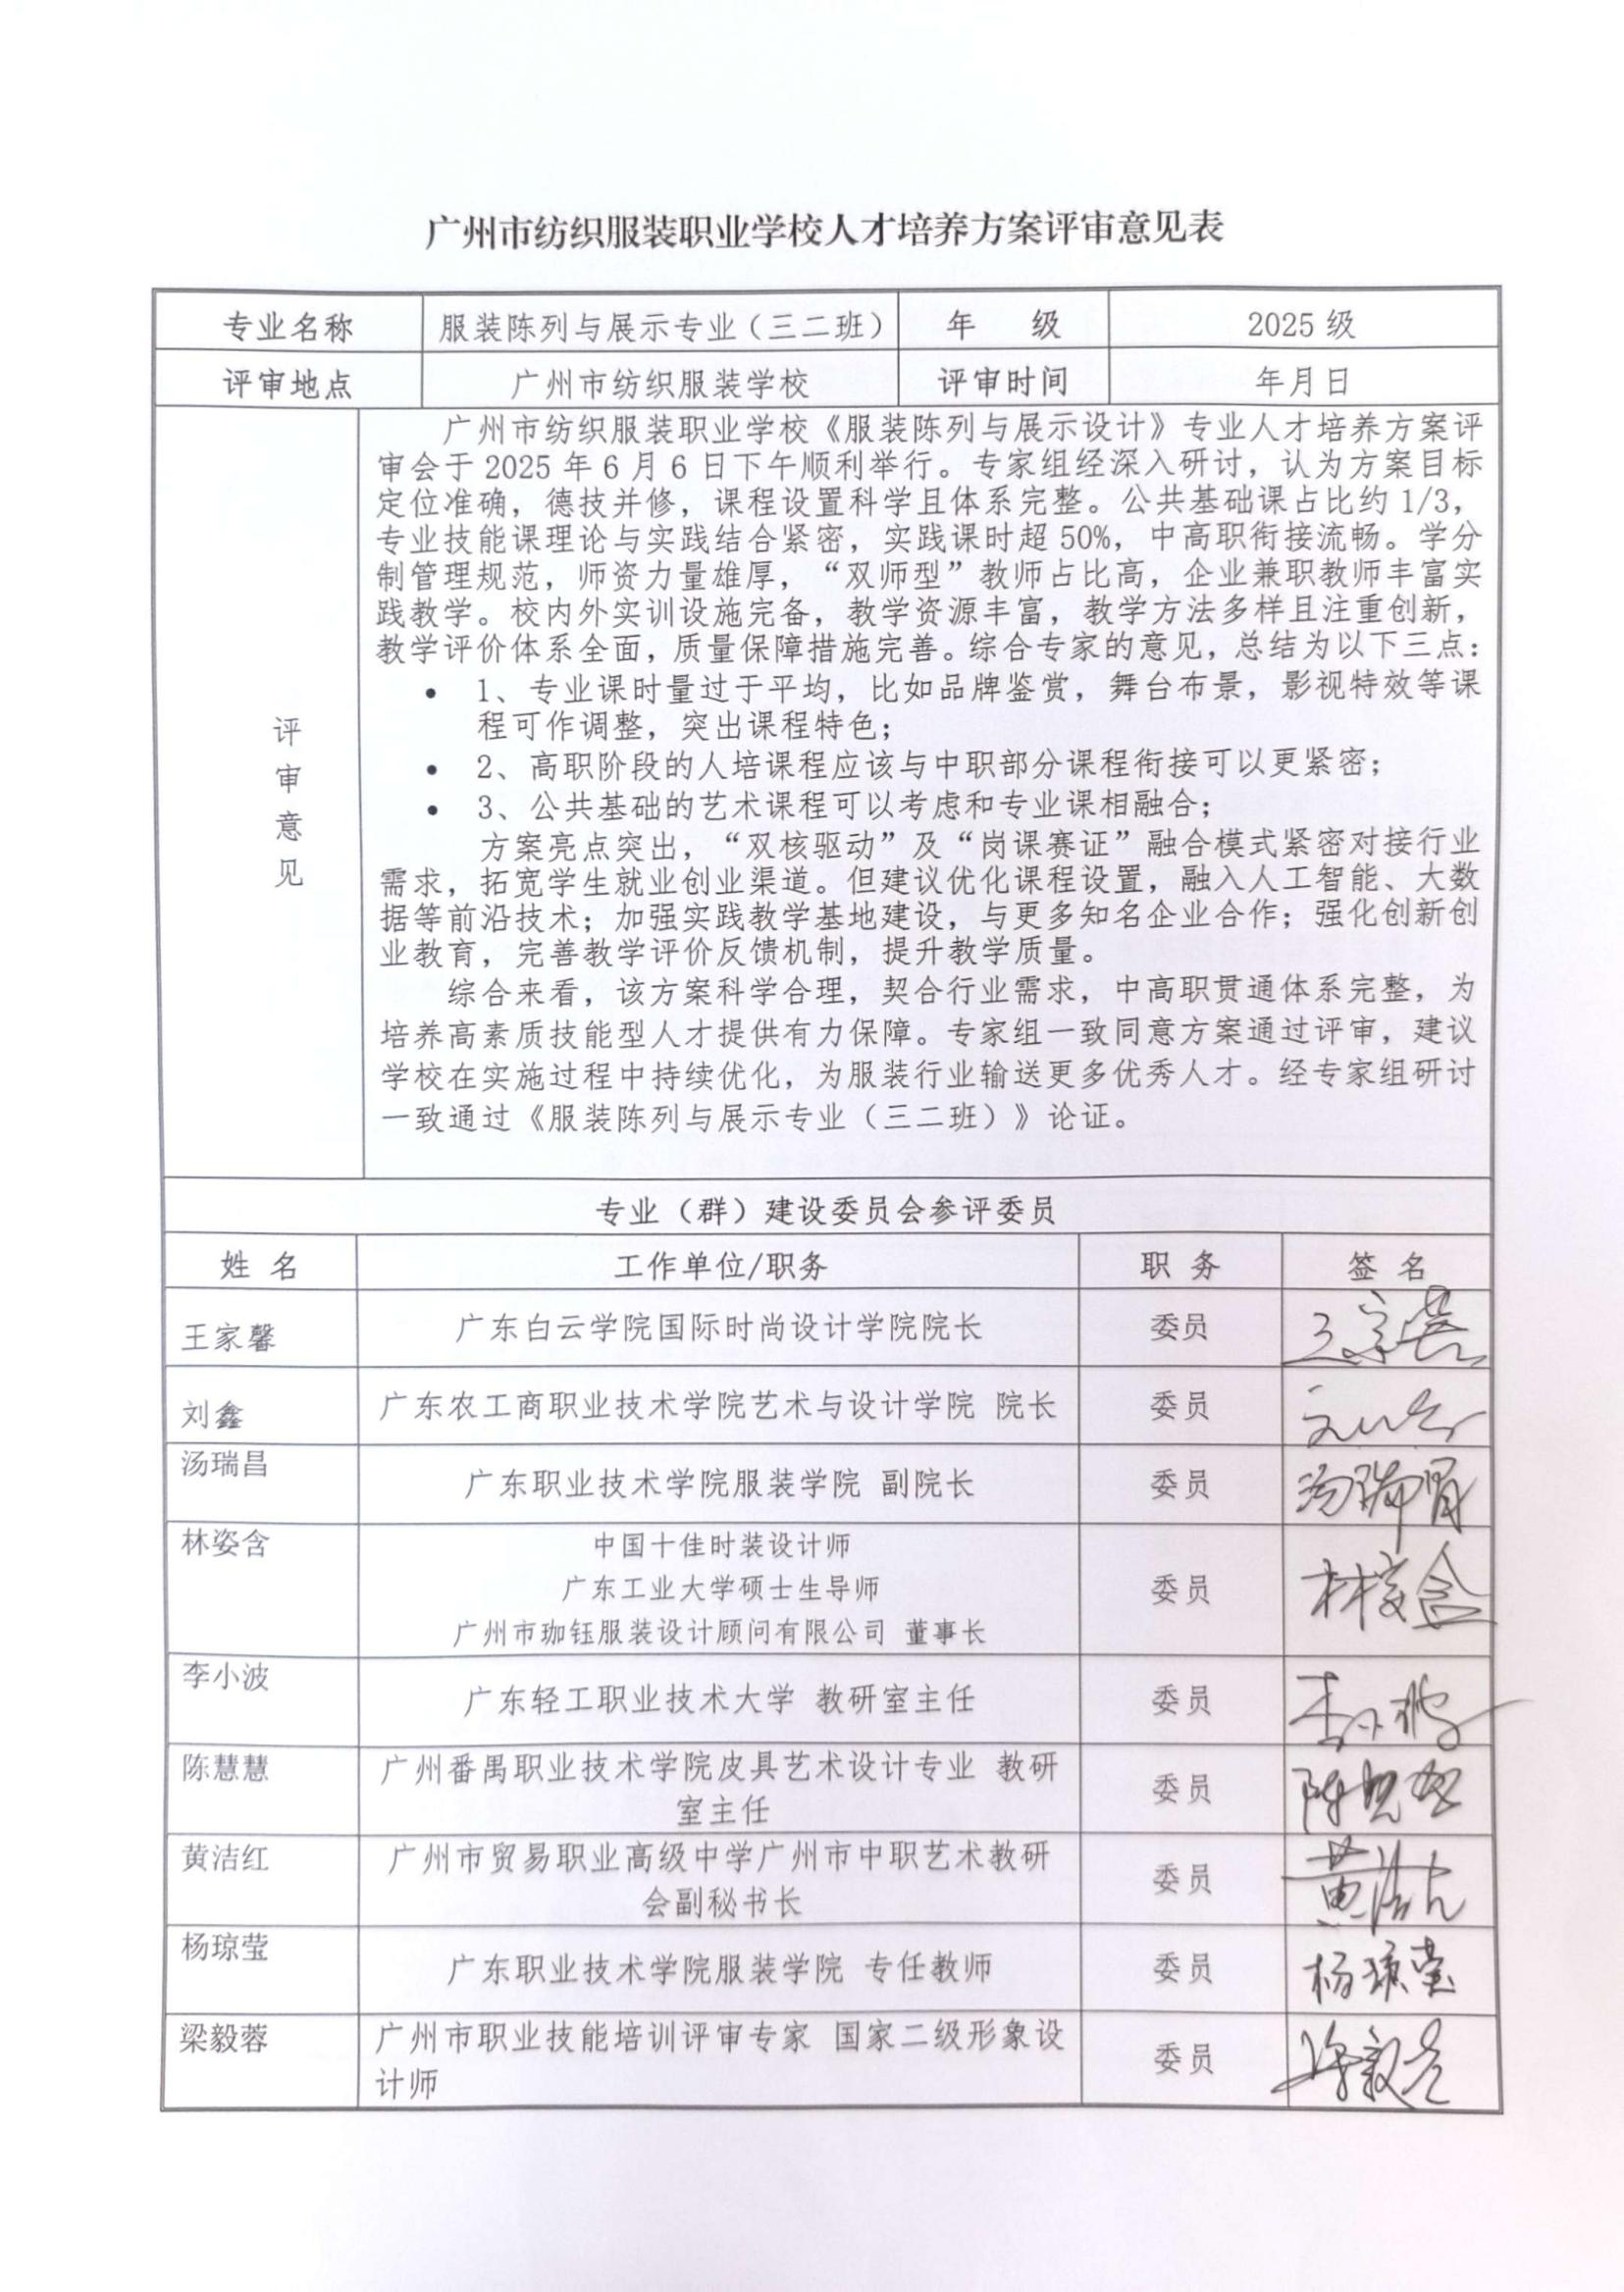 广州市纺织服装职业学校人才培养方案评审意见表
专业名称 服装陈列与展示专业（三二班） 年 级 2025 级
评审地点 广州市纺织服装学校 评审时间 年月日
评审意见
广州市纺织服装职业学校《服装陈列与展示设计》专业人才培养方案评
审会于 2025 年 6 月 6 日下午顺利举行。专家组经深入研讨，认为方案目标
定位准确，德技并修，课程设置科学且体系完整。公共基础课占比约 1/3，
专业技能课理论与实践结合紧密，实践课时超 50%，中高职衔接流畅。学分
制管理规范，师资力量雄厚，“双师型”教师占比高，企业兼职教师丰富实
践教学。校内外实训设施完备，教学资源丰富，教学方法多样且注重创新，
教学评价体系全面，质量保障措施完善。综合专家的意见，总结为以下三点：
• 1、专业课时量过于平均，比如品牌鉴赏，舞台布景，影视特效等课
程可作调整，突出课程特色；
• 2、高职阶段的人培课程应该与中职部分课程衔接可以更紧密；
• 3、公共基础的艺术课程可以考虑和专业课相融合；
方案亮点突出，“双核驱动”及“岗课赛证”融合模式紧密对接行业
需求，拓宽学生就业创业渠道。但建议优化课程设置，融入人工智能、大数
据等前沿技术；加强实践教学基地建设，与更多知名企业合作；强化创新创
业教育，完善教学评价反馈机制，提升教学质量。
综合来看，该方案科学合理，契合行业需求，中高职贯通体系完整，为
培养高素质技能型人才提供有力保障。专家组一致同意方案通过评审，建议
学校在实施过程中持续优化，为服装行业输送更多优秀人才。经专家组研讨
一致通过《服装陈列与展示专业（三二班）》论证。
专业（群）建设委员会参评委员
姓 名 工作单位/职务 职 务 签 名
王家馨 广东白云学院国际时尚设计学院院长 委员 王家馨
刘鑫 广东农工商职业技术学院艺术与设计学院 院长 委员 刘鑫
汤瑞昌 广东职业技术学院服装学院 副院长 委员 汤瑞昌
林姿含 中国十佳时装设计师
广东工业大学硕士生导师
广州市珈钰服装设计顾问有限公司 董事长 委员 林姿含
李小波 广东轻工职业技术大学 教研室主任 委员 李小波
陈慧慧 广州番禺职业技术学院皮具艺术设计专业 教研
室主任 委员 陈慧慧
黄洁红 广州市贸易职业高级中学广州市中职艺术教研
会副秘书长 委员 黄洁红
杨琼莹 广东职业技术学院服装学院 专任教师 委员 杨琼莹
梁毅蓉 广州市职业技能培训评审专家 国家二级形象设
计师 委员 梁毅蓉